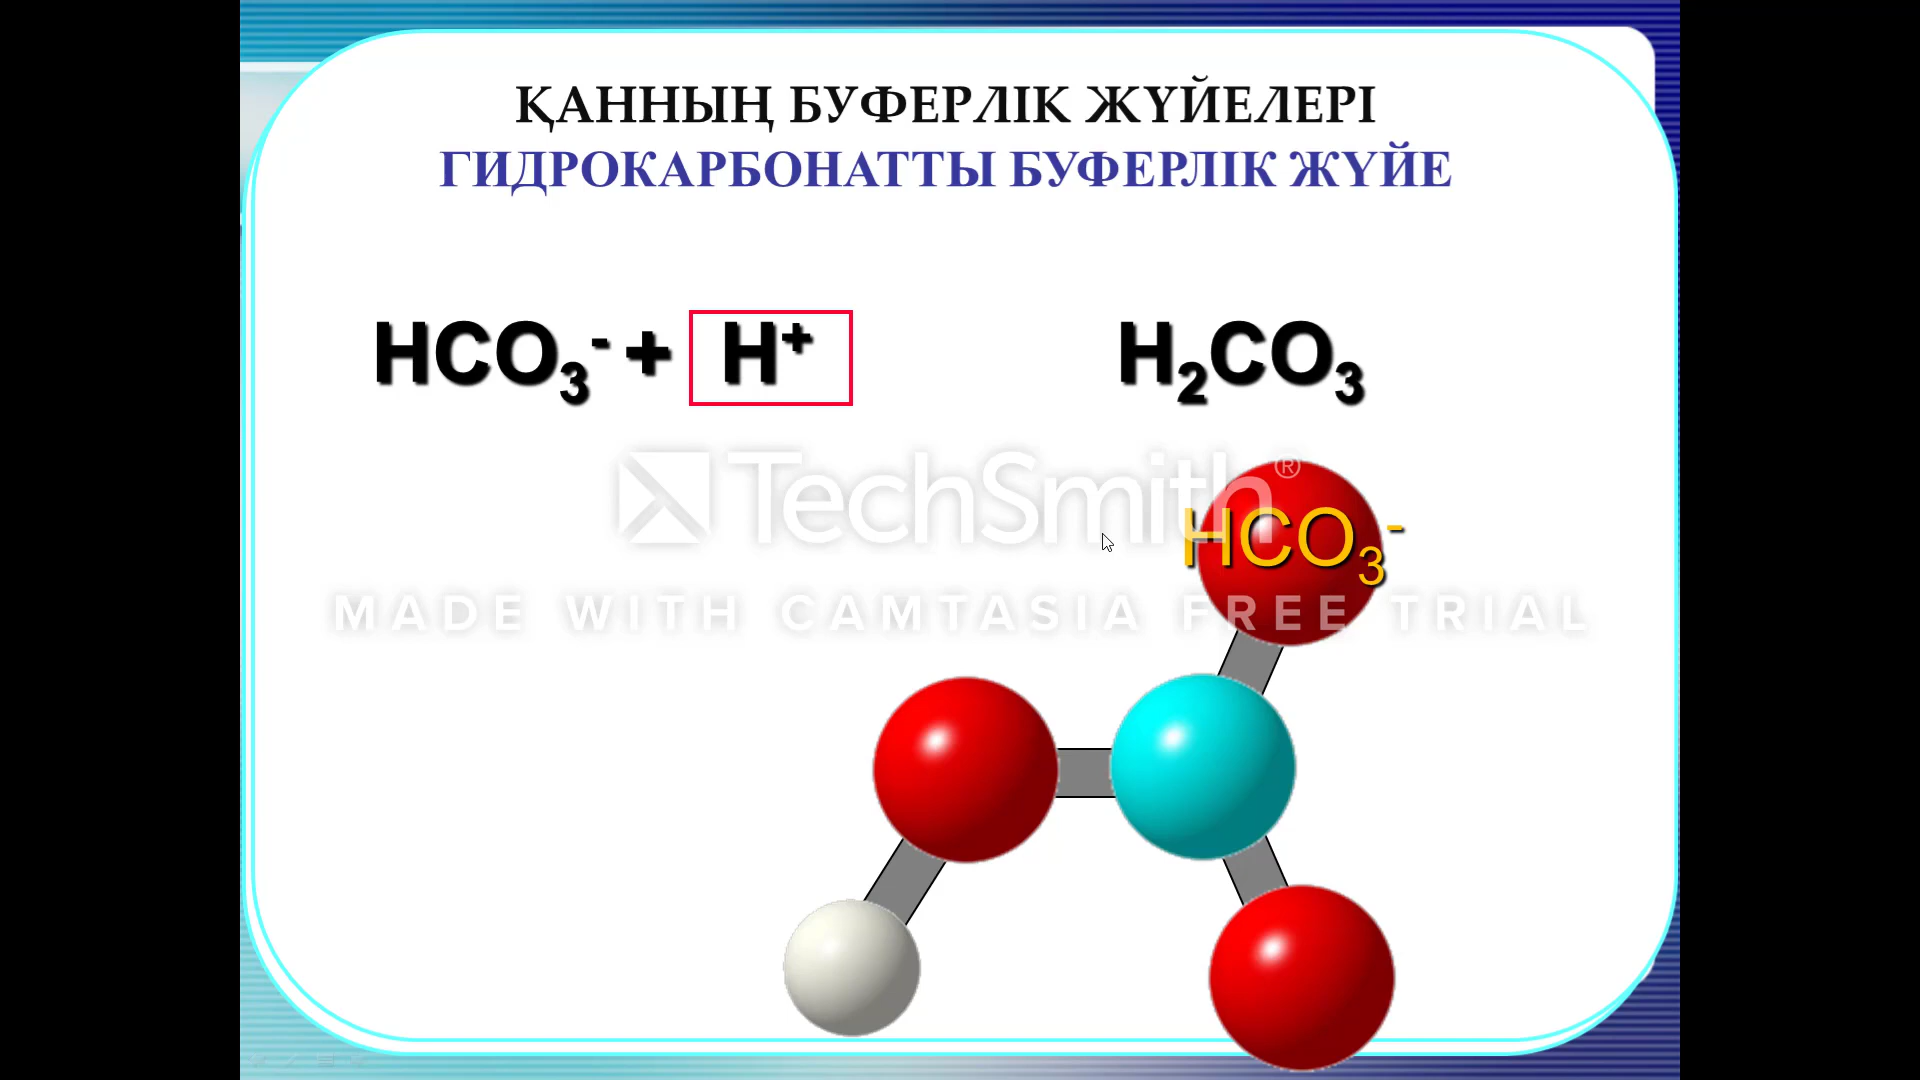 ҚАННЫҢ БУФЕРЛІК ЖҮЙЕЛЕРІ
ГИДРОКАРБОНАТТЫ БУФЕРЛІК ЖҮЙЕ
HCO₃⁻ + H⁺ H₂CO₃
TechSmith®
HCO₃⁻
MADE WITH CAMTASIA FREE TRIAL